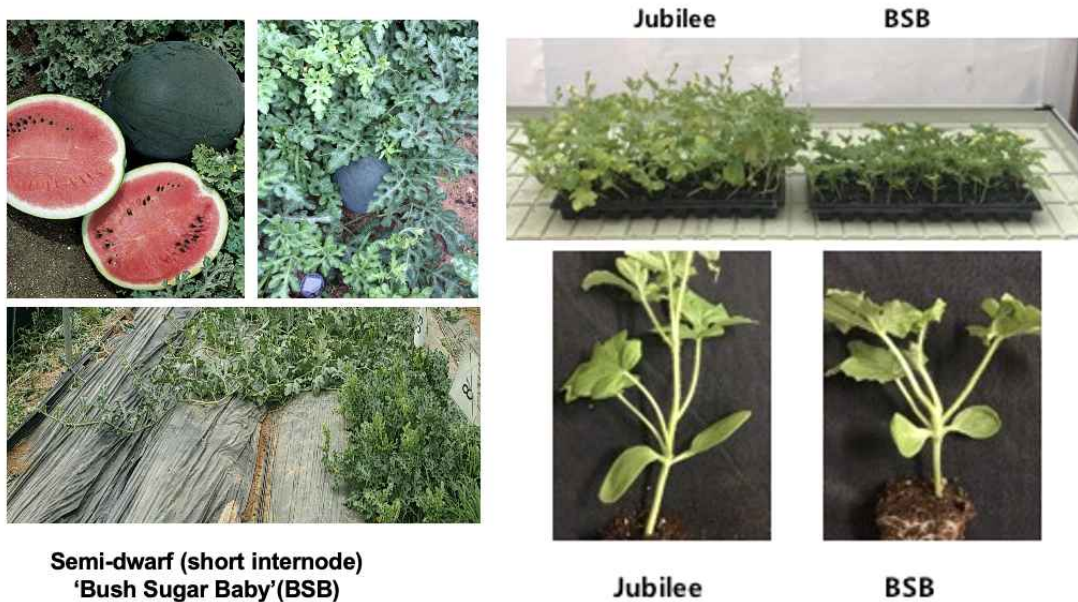 Jubilee BSB
Semi-dwarf (short internode)
‘Bush Sugar Baby’(BSB)
Jubilee BSB